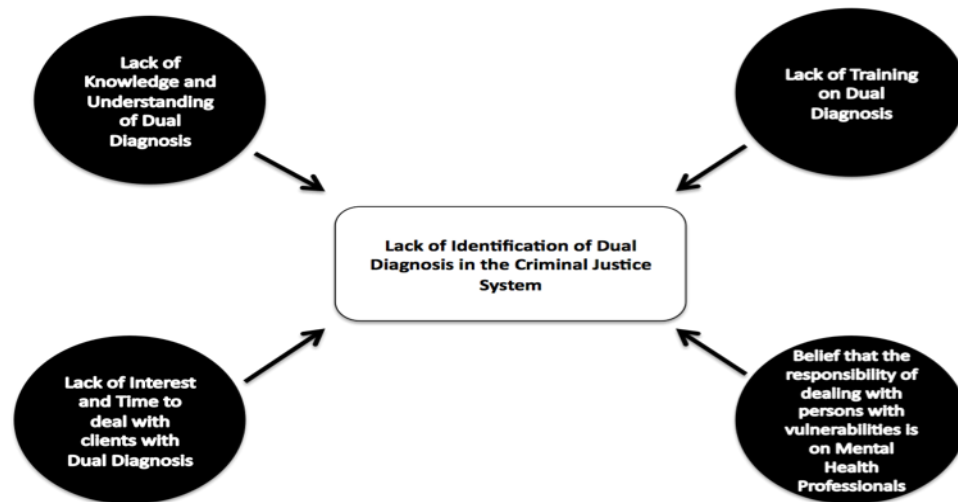 Lack of
Knowledge and
Understanding
of Dual
Diagnosis
Lack of Training
on Dual
Diagnosis
Lack of Identification of Dual
Diagnosis in the Criminal Justice
System
Lack of Interest
and Time to
deal with
clients with
Dual Diagnosis
Belief that the
responsibility of
dealing with
persons with
vulnerabilities is
on Mental
Health
Professionals